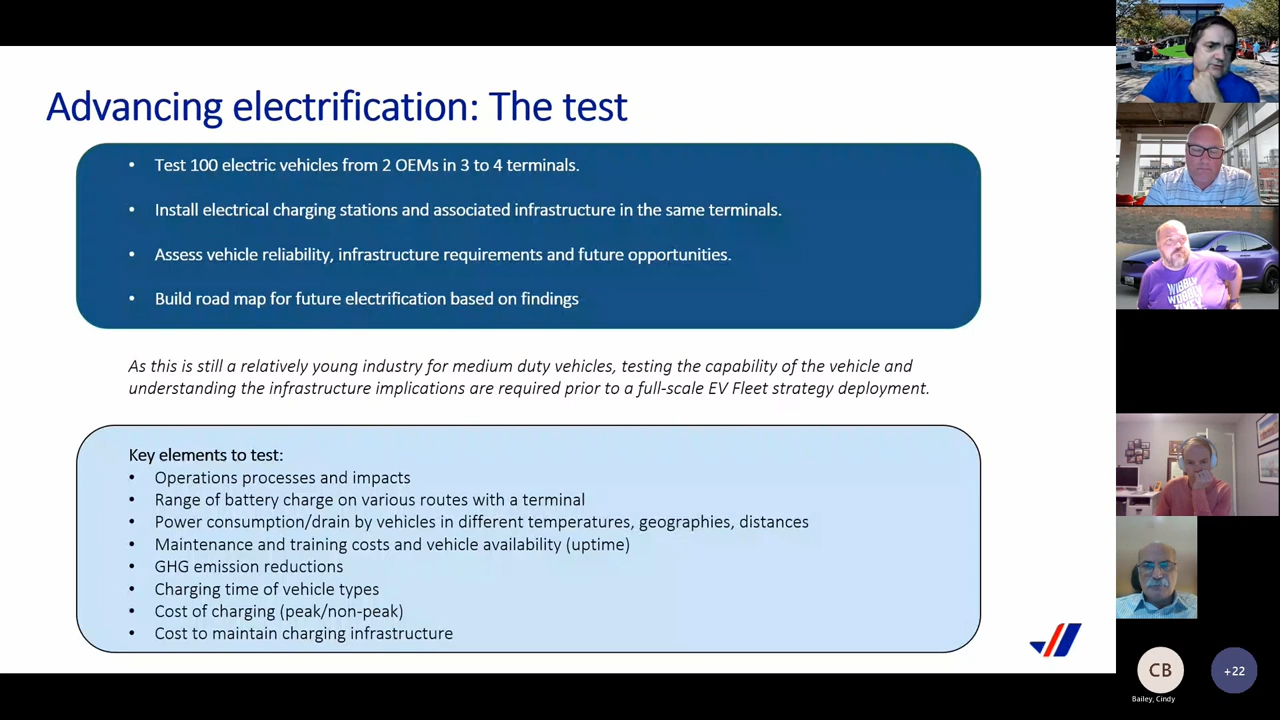 Advancing electrification: The test
• Test 100 electric vehicles from 2 OEMs in 3 to 4 terminals.
• Install electrical charging stations and associated infrastructure in the same terminals.
• Assess vehicle reliability, infrastructure requirements and future opportunities.
• Build road map for future electrification based on findings
As this is still a relatively young industry for medium duty vehicles, testing the capability of the vehicle and
understanding the infrastructure implications are required prior to a full-scale EV Fleet strategy deployment.
Key elements to test:
• Operations processes and impacts
• Range of battery charge on various routes with a terminal
• Power consumption/drain by vehicles in different temperatures, geographies, distances
• Maintenance and training costs and vehicle availability (uptime)
• GHG emission reductions
• Charging time of vehicle types
• Cost of charging (peak/non-peak)
• Cost to maintain charging infrastructure
WIBBLY
WOBBLY
TIMEY
CB
Bailey, Cindy
+22